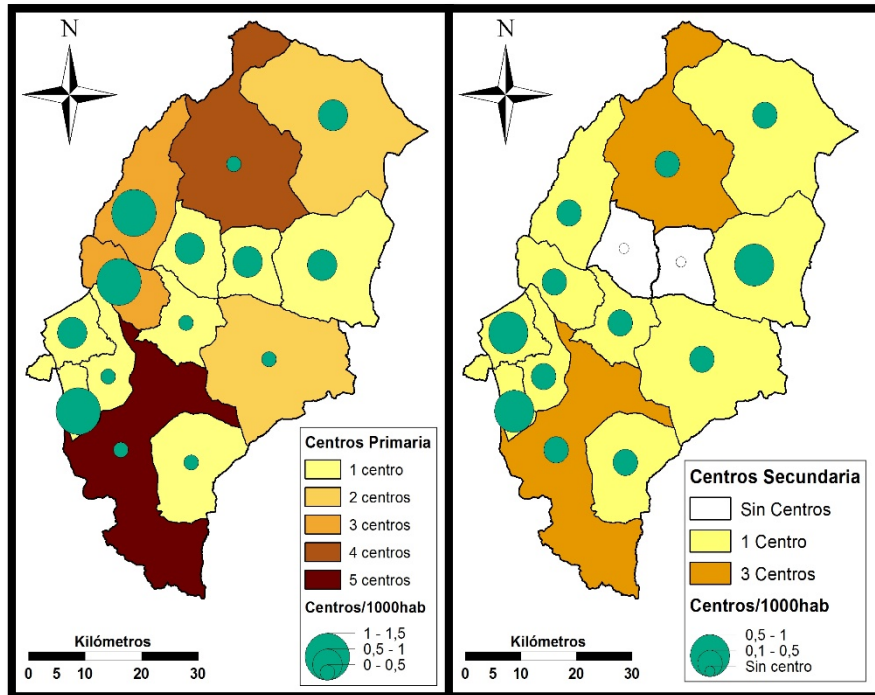 N
Centros Primaria
1 centro
2 centros
3 centros
4 centros
5 centros
Centros/1000hab
1 - 1,5
0,5 - 1
0 - 0,5
Kilómetros
0 5 10 20 30
N
Centros Secundaria
Sin Centros
1 Centro
3 Centros
Centros/1000hab
0,5 - 1
0,1 - 0,5
Sin centro
Kilómetros
0 5 10 20 30